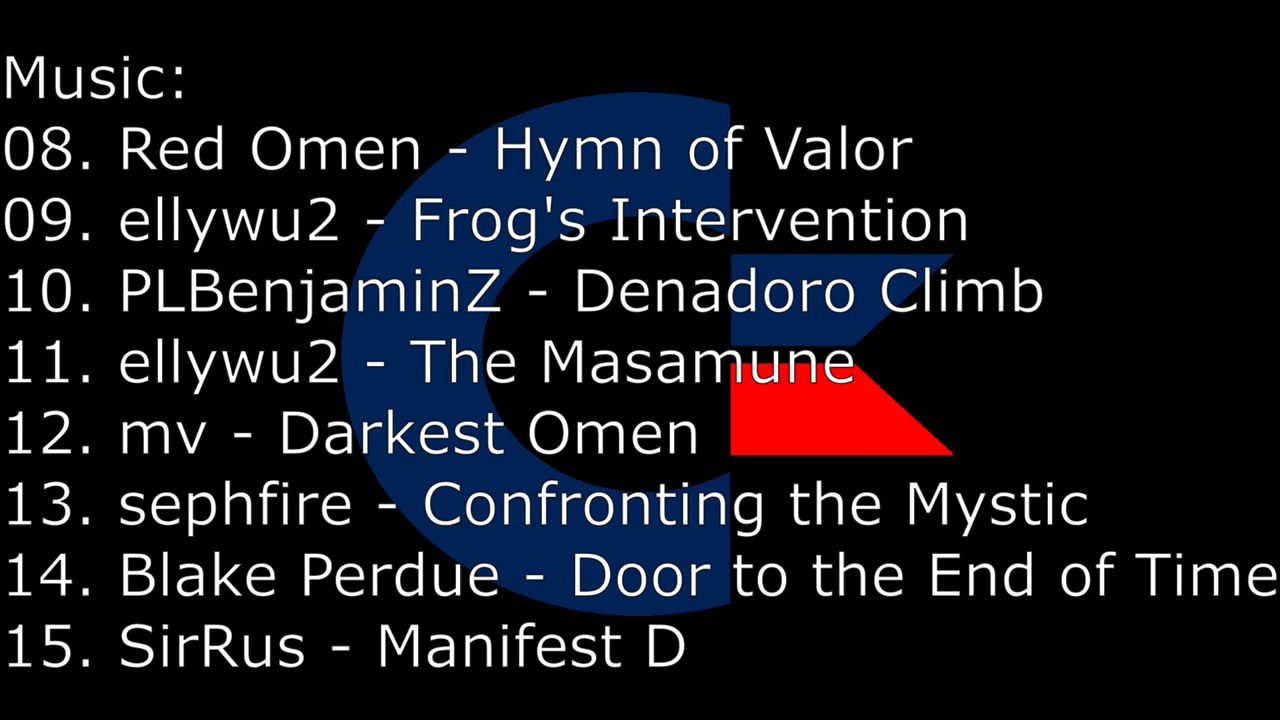 Music:
08. Red Omen - Hymn of Valor
09. ellywu2 - Frog's Intervention
10. PLBenjaminZ - Denadoro Climb
11. ellywu2 - The Masamune
12. mv - Darkest Omen
13. sephfire - Confronting the Mystic
14. Blake Perdue - Door to the End of Time
15. SirRus - Manifest D